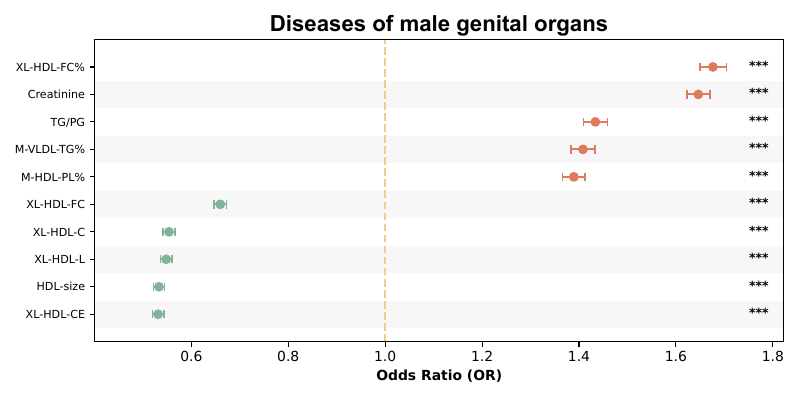 Diseases of male genital organs
XL-HDL-FC% ***
Creatinine ***
TG/PG ***
M-VLDL-TG% ***
M-HDL-PL% ***
XL-HDL-FC ***
XL-HDL-C ***
XL-HDL-L ***
HDL-size ***
XL-HDL-CE ***
0.6 0.8 1.0 1.2 1.4 1.6 1.8
Odds Ratio (OR)